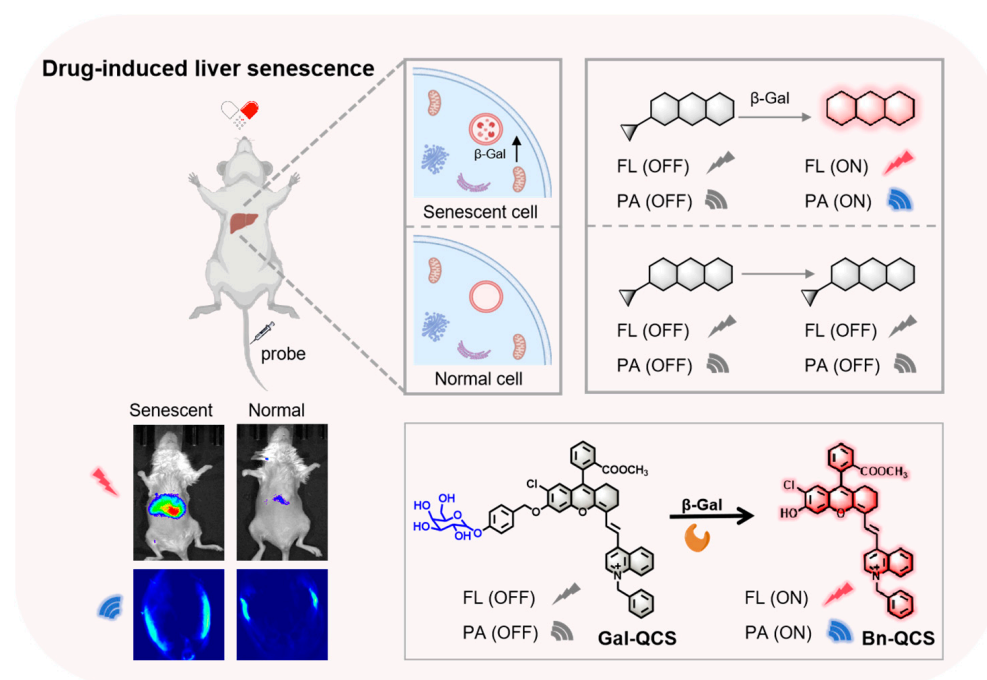 Drug-induced liver senescence
probe
β-Gal
Senescent cell
Normal cell
β-Gal
FL (OFF)
FL (ON)
PA (OFF)
PA (ON)
FL (OFF)
FL (OFF)
PA (OFF)
PA (OFF)
Senescent
Normal
COOCH3
Cl
O
O
O
HO
OH
HO
OH
O
O
N+
FL (OFF)
PA (OFF)
Gal-QCS
β-Gal
COOCH3
Cl
HO
O
N+
FL (ON)
PA (ON)
Bn-QCS